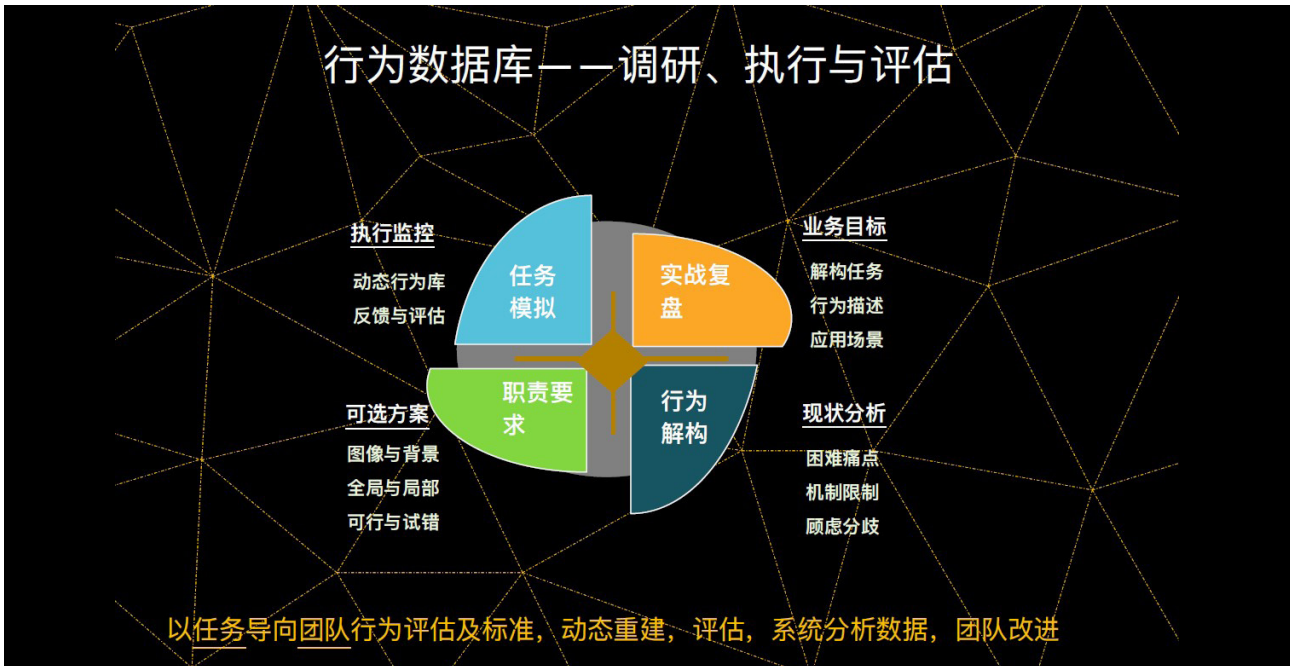 行为数据库——调研、执行与评估
执行监控
动态行为库
反馈与评估
任务
模拟
实战复
盘
业务目标
解构任务
行为描述
应用场景
可选方案
图像与背景
全局与局部
可行与试错
职责要
求
行为
解构
现状分析
困难痛点
机制限制
顾虑分歧
以任务导向团队行为评估及标准，动态重建，评估，系统分析数据，团队改进